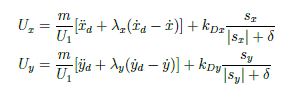 U_x = \frac{m}{U_1}[\ddot{x}_d + \lambda_x(\dot{x}_d - \dot{x})] + k_{Dx}\frac{s_x}{|s_x| + \delta}
U_y = \frac{m}{U_1}[\ddot{y}_d + \lambda_y(\dot{y}_d - \dot{y})] + k_{Dy}\frac{s_y}{|s_y| + \delta}